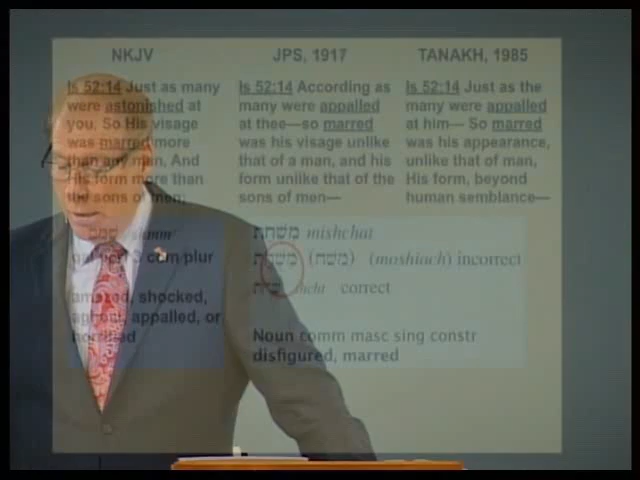 NKJV
Is 52:14 Just as many
were astonished at
you, So His visage
was marred more
than any man, And
His form more than
the sons of men;
JPS, 1917
Is 52:14 According as
many were appalled
at thee—so marred
was his visage unlike
that of a man, and his
form unlike that of the
sons of men—
TANAKH, 1985
Is 52:14 Just as the
many were appalled
at him— So marred
was his appearance,
unlike that of man,
His form, beyond
human semblance—
שמם
3 com plur
amazed, shocked,
appalled, or
horrified
משחת mishchat
(משח) (moshiach) incorrect
correct
Noun comm masc sing constr
disfigured, marred